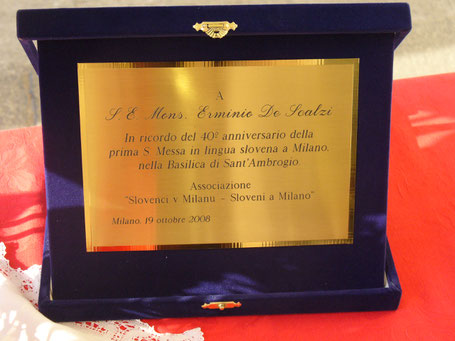 A
S. E. Mons. Erminio De Scalzi
In ricordo del 40º anniversario della
prima S. Messa in lingua slovena a Milano,
nella Basilica di Sant'Ambrogio
Associazione
"Slovenci v Milanu - Sloveni a Milano"
Milano, 19 ottobre 2008